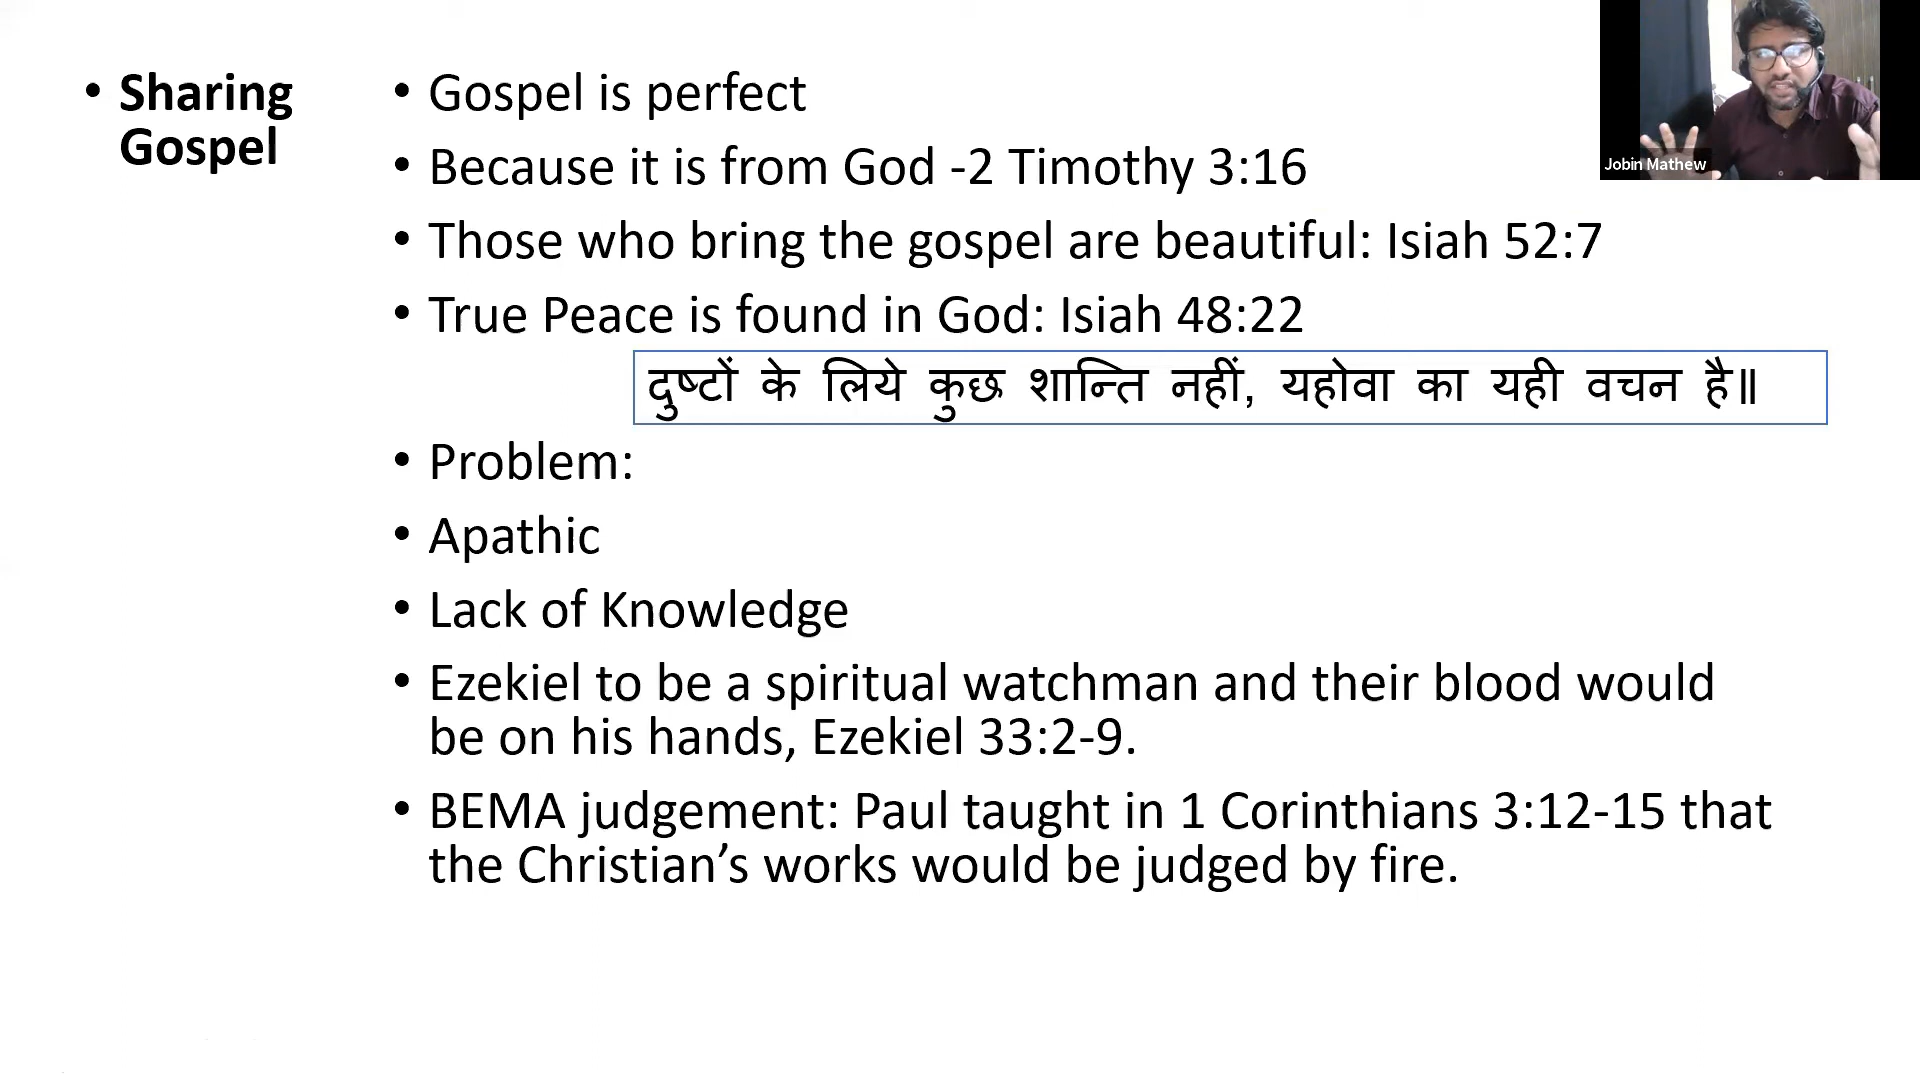 • Sharing
Gospel
• Gospel is perfect
• Because it is from God -2 Timothy 3:16
• Those who bring the gospel are beautiful: Isiah 52:7
• True Peace is found in God: Isiah 48:22
दुष्टों के लिये कुछ शान्ति नहीं, यहोवा का यही वचन है॥
• Problem:
• Apathic
• Lack of Knowledge
• Ezekiel to be a spiritual watchman and their blood would
be on his hands, Ezekiel 33:2-9.
• BEMA judgement: Paul taught in 1 Corinthians 3:12-15 that
the Christian’s works would be judged by fire.
Jobin Mathew